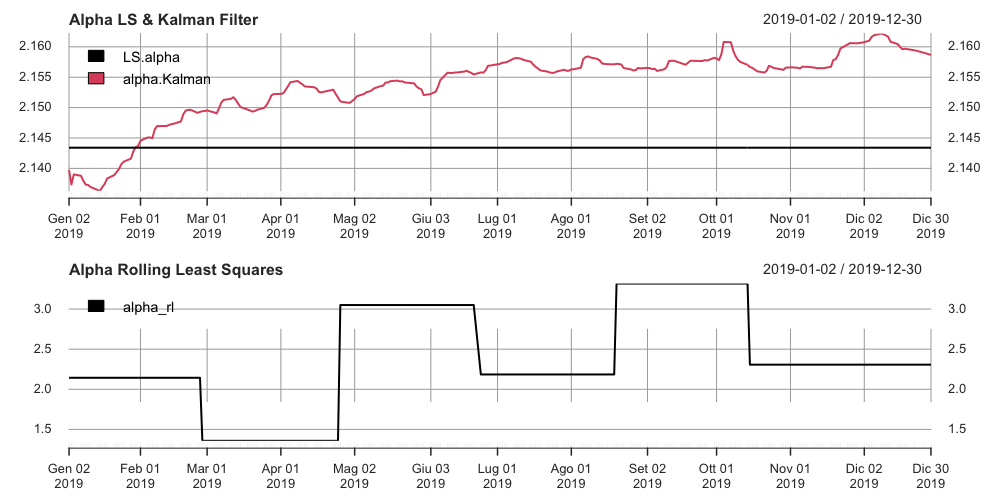 Alpha LS & Kalman Filter 2019-01-02 / 2019-12-30
LS.alpha
alpha.Kalman
2.160 2.160
2.155 2.155
2.150 2.150
2.145 2.145
2.140 2.140
Gen 02 Feb 01 Mar 01 Apr 01 Mag 02 Giu 03 Lug 01 Ago 01 Set 02 Ott 01 Nov 01 Dic 02 Dic 30
2019 2019 2019 2019 2019 2019 2019 2019 2019 2019 2019 2019 2019
Alpha Rolling Least Squares 2019-01-02 / 2019-12-30
alpha_rl
3.0 3.0
2.5 2.5
2.0 2.0
1.5 1.5
Gen 02 Feb 01 Mar 01 Apr 01 Mag 02 Giu 03 Lug 01 Ago 01 Set 02 Ott 01 Nov 01 Dic 02 Dic 30
2019 2019 2019 2019 2019 2019 2019 2019 2019 2019 2019 2019 2019